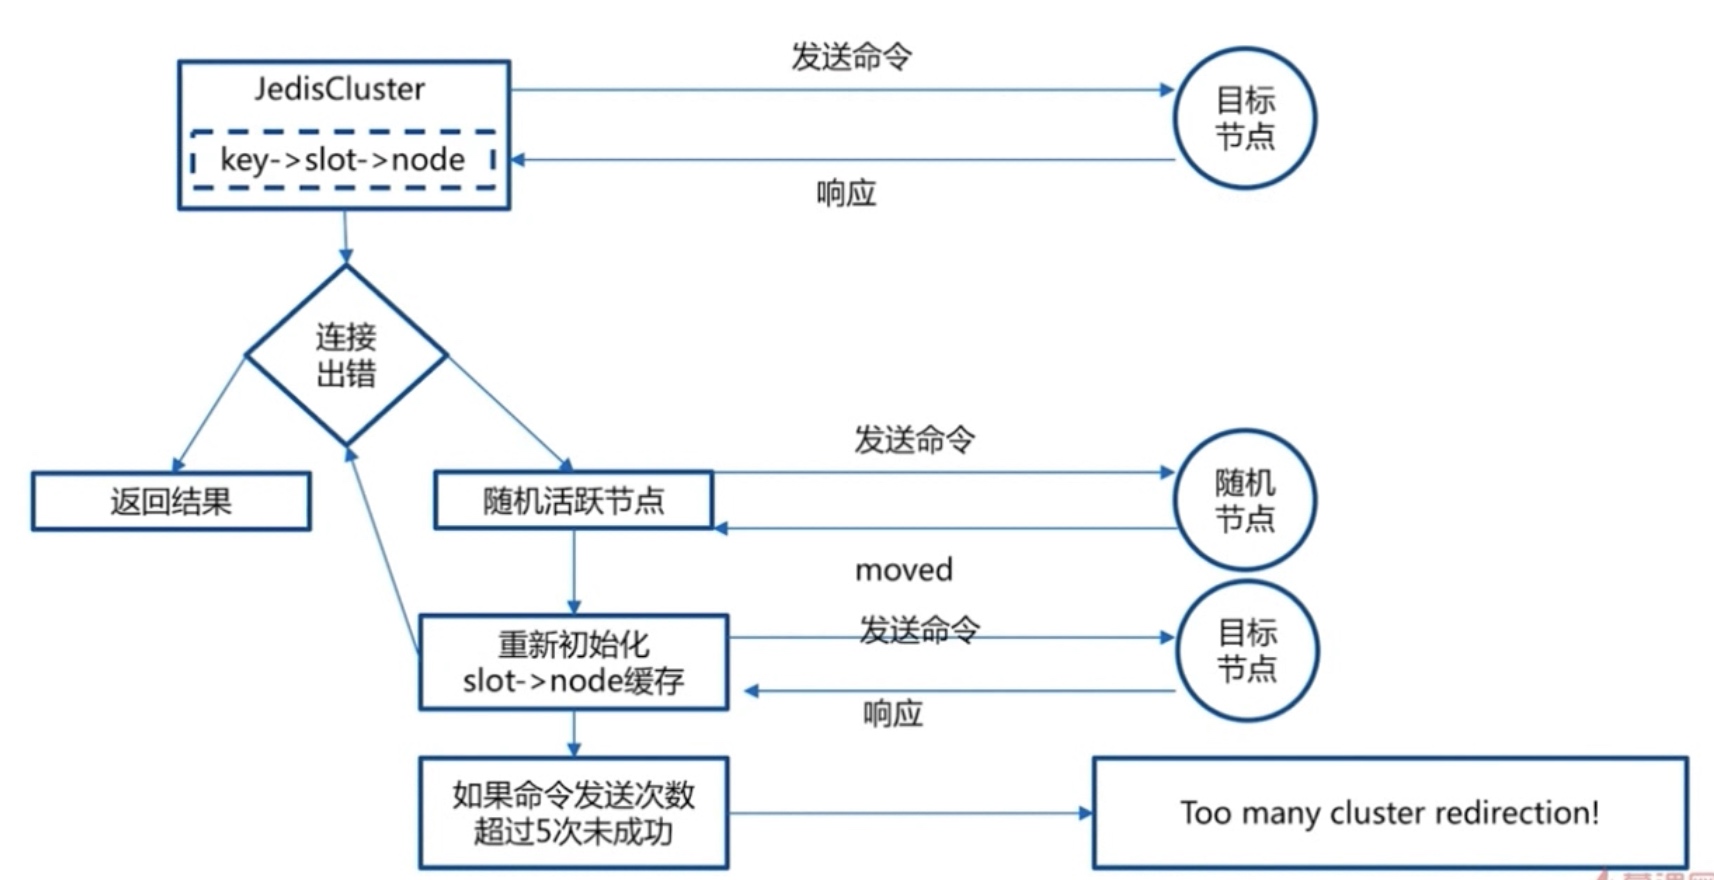 发送命令
JedisCluster
目标
节点
key->slot->node
响应
连接
出错
发送命令
返回结果
随机活跃节点
随机
节点
moved
发送命令
重新初始化
slot->node缓存
目标
节点
响应
如果命令发送次数
超过5次未成功
Too many cluster redirection!